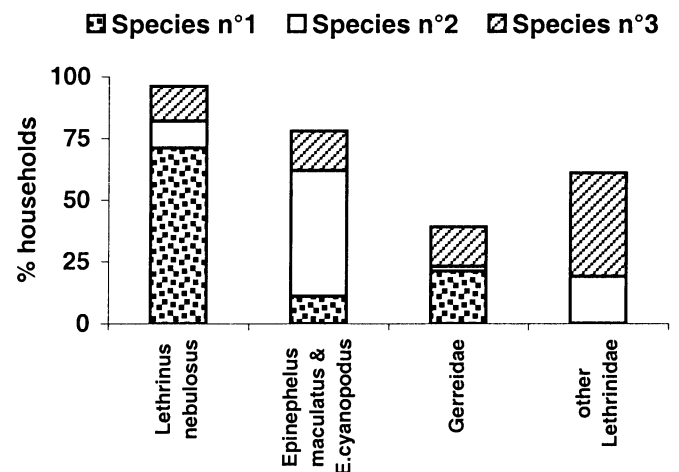 Species n°1 Species n°2 Species n°3
100
75
50
25
0
% households
Lethrinus
nebulosus
Epinephelus
maculatus &
E.cyanopodus
Gerreidae
other
Lethrinidae